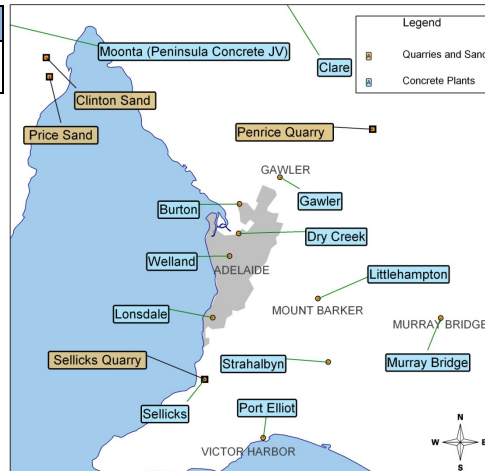 Legend
Moonta (Peninsula Concrete JV)
Quarries and Sand
Clare
Concrete Plants
Clinton Sand
Price Sand
Penrice Quarry
GAWLER
Gawler
Burton
Dry Creek
Welland
ADELAIDE
Littlehampton
MOUNT BARKER
Lonsdale
MURRAY BRIDGE
Sellicks Quarry
Strahalbyn
Murray Bridge
Sellicks
Port Elliot
VICTOR HARBOR
N
W E
S